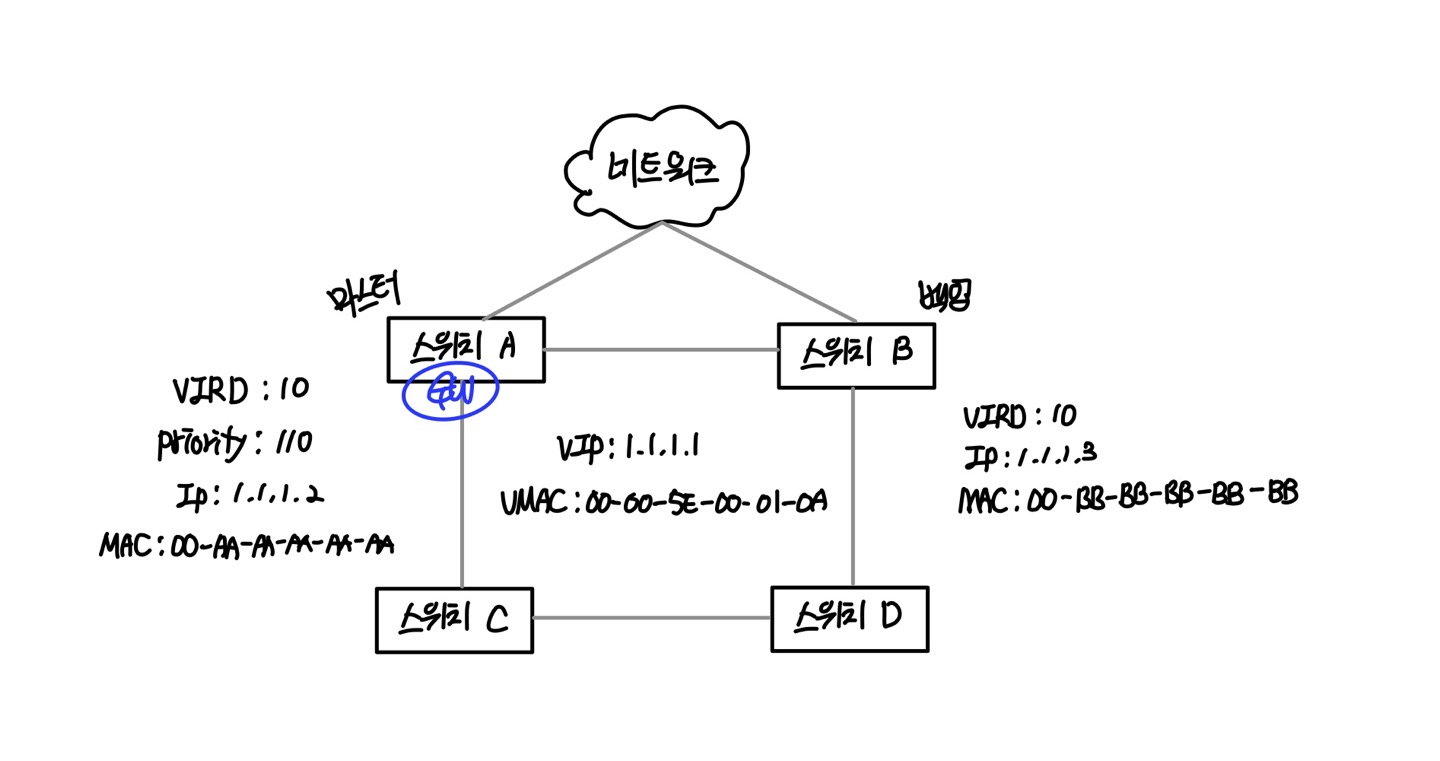 비트워크
마스터
백업
스위치 A
스위치 B
GW
VIRD : 10
priority : 110
Ip : 1.1.1.2
MAC : 00-AA-AA-AA-AA-AA
VIP : 1.1.1.1
VMAC : 00-00-5E-00-01-0A
VIRD : 10
Ip : 1.1.1.3
MAC : 00-BB-BB-BB-BB-BB
스위치 C
스위치 D